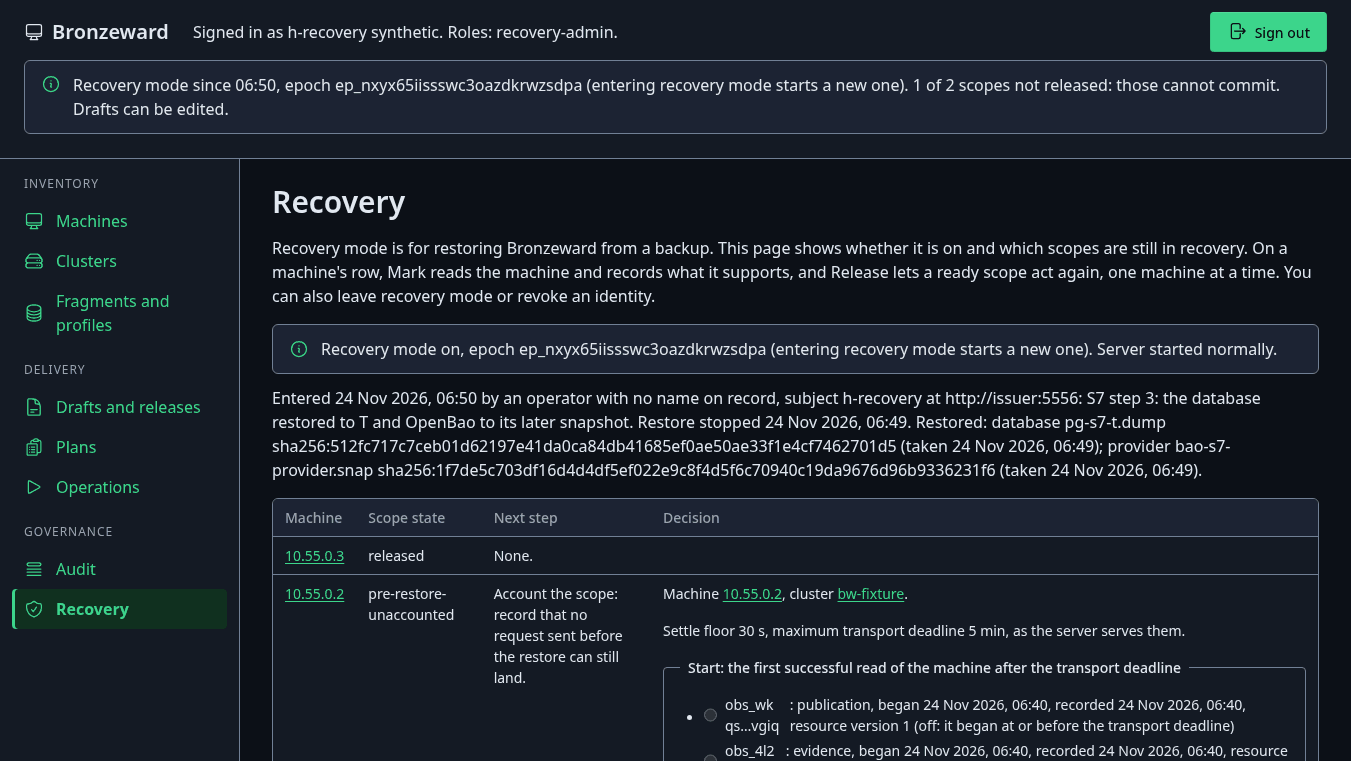 Bronzeward
Signed in as h-recovery synthetic. Roles: recovery-admin.
Sign out
Recovery mode since 06:50, epoch ep_nxyx65iissswc3oazdkrwzsdpa (entering recovery mode starts a new one). 1 of 2 scopes not released: those cannot commit.
Drafts can be edited.
INVENTORY
Machines
Clusters
Fragments and
profiles
DELIVERY
Drafts and releases
Plans
Operations
GOVERNANCE
Audit
Recovery
Recovery
Recovery mode is for restoring Bronzeward from a backup. This page shows whether it is on and which scopes are still in recovery. On a
machine's row, Mark reads the machine and records what it supports, and Release lets a ready scope act again, one machine at a time. You
can also leave recovery mode or revoke an identity.
Recovery mode on, epoch ep_nxyx65iissswc3oazdkrwzsdpa (entering recovery mode starts a new one). Server started normally.
Entered 24 Nov 2026, 06:50 by an operator with no name on record, subject h-recovery at http://issuer:5556: S7 step 3: the database
restored to T and OpenBao to its later snapshot. Restore stopped 24 Nov 2026, 06:49. Restored: database pg-s7-t.dump
sha256:512fc717c7ceb01d62197e41da0ca84db41685ef0ae50ae33f1e4cf7462701d5 (taken 24 Nov 2026, 06:49); provider bao-s7-
provider.snap sha256:1f7de5c703df16d4d4df5ef022e9c8f4d5f6c70940c19da9676d96b9336231f6 (taken 24 Nov 2026, 06:49).
Machine Scope state Next step Decision
10.55.0.3 released None.
10.55.0.2 pre-restore-
unaccounted
Account the scope:
record that no
request sent before
the restore can still
land.
Machine 10.55.0.2, cluster bw-fixture.
Settle floor 30 s, maximum transport deadline 5 min, as the server serves them.
Start: the first successful read of the machine after the transport deadline
obs_wk : publication, began 24 Nov 2026, 06:40, recorded 24 Nov 2026, 06:40,
qs…vgiq resource version 1 (off: it began at or before the transport deadline)
obs_4l2 : evidence, began 24 Nov 2026, 06:40, recorded 24 Nov 2026, 06:40, resource